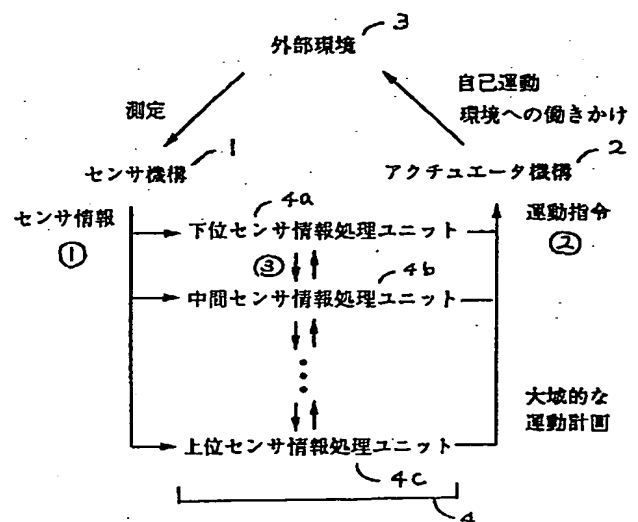 外部環境
3
測定
自己運動
環境への働きかけ
1
センサ機構
2
アクチュエータ機構
センサ情報
①
4a
下位センサ情報処理ユニット
運動指令
②
③
4b
中間センサ情報処理ユニット
大域的な
運動計画
上位センサ情報処理ユニット
4c
4